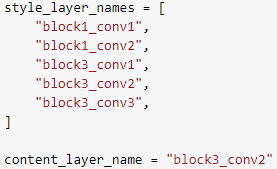 style_layer_names = [
    "block1_conv1",
    "block1_conv2",
    "block3_conv1",
    "block3_conv2",
    "block3_conv3",
]
content_layer_name = "block3_conv2"